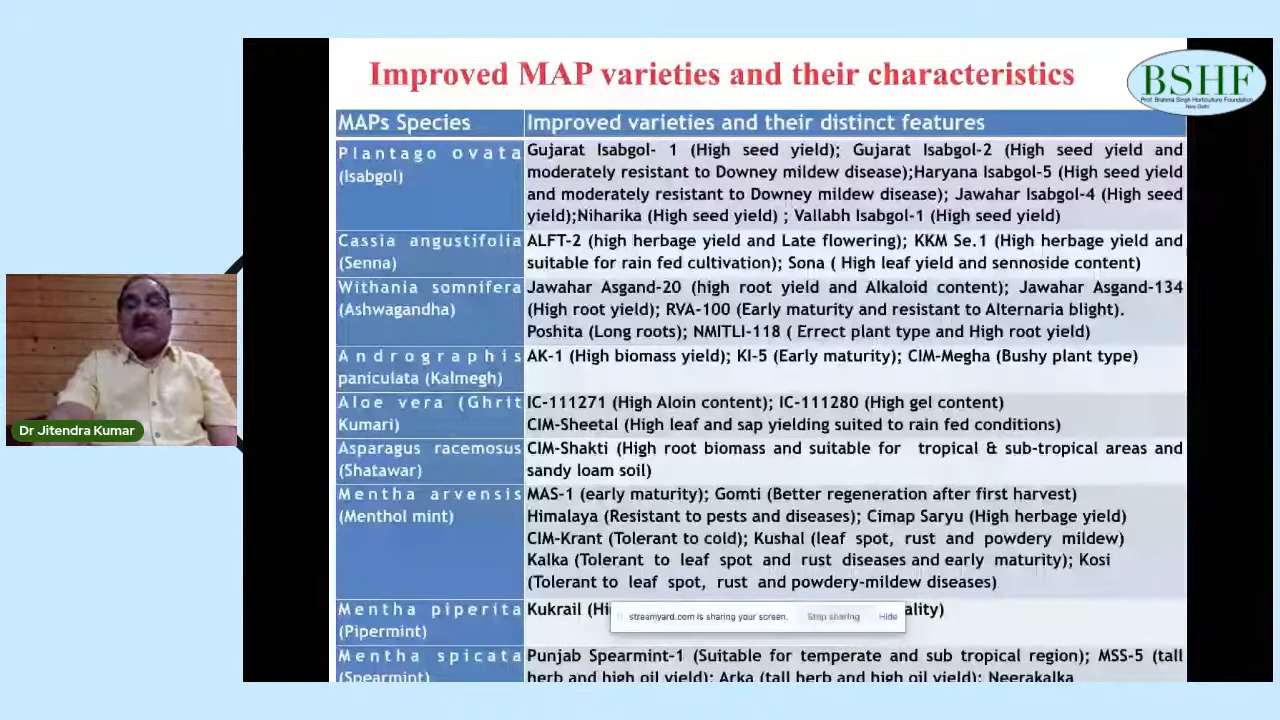 Improved MAP varieties and their characteristics
BSHF
Prof. Brahma Singh Horticulture Foundation
New Delhi
MAPs Species
Improved varieties and their distinct features
Plantago ovata
(Isabgol)
Gujarat Isabgol- 1 (High seed yield); Gujarat Isabgol-2 (High seed yield and
moderately resistant to Downey mildew disease);Haryana Isabgol-5 (High seed yield
and moderately resistant to Downey mildew disease); Jawahar Isabgol-4 (High seed
yield);Niharika (High seed yield) ; Vallabh Isabgol-1 (High seed yield)
Cassia angustifolia
(Senna)
ALFT-2 (high herbage yield and Late flowering); KKM Se.1 (High herbage yield and
suitable for rain fed cultivation); Sona ( High leaf yield and sennoside content)
Withania somnifera
(Ashwagandha)
Jawahar Asgand-20 (high root yield and Alkaloid content); Jawahar Asgand-134
(High root yield); RVA-100 (Early maturity and resistant to Alternaria blight).
Poshita (Long roots); NMITLI-118 ( Errect plant type and High root yield)
Andrographis
paniculata (Kalmegh)
AK-1 (High biomass yield); KI-5 (Early maturity); CIM-Megha (Bushy plant type)
Aloe vera (Ghrit
Kumari)
IC-111271 (High Aloin content); IC-111280 (High gel content)
CIM-Sheetal (High leaf and sap yielding suited to rain fed conditions)
Asparagus racemosus
(Shatawar)
CIM-Shakti (High root biomass and suitable for tropical & sub-tropical areas and
sandy loam soil)
Mentha arvensis
(Menthol mint)
MAS-1 (early maturity); Gomti (Better regeneration after first harvest)
Himalaya (Resistant to pests and diseases); Cimap Saryu (High herbage yield)
CIM-Krant (Tolerant to cold); Kushal (leaf spot, rust and powdery mildew)
Kalka (Tolerant to leaf spot and rust diseases and early maturity); Kosi
(Tolerant to leaf spot, rust and powdery-mildew diseases)
Mentha piperita
(Pipermint)
Kukrail
streamyard.com is sharing your screen. Stop sharing Hide
Mentha spicata
(Spearmint)
Punjab Spearmint-1 (Suitable for temperate and sub tropical region); MSS-5 (tall
herb and high oil yield); Arka (tall herb and high oil yield); Neerakalka
Dr Jitendra Kumar